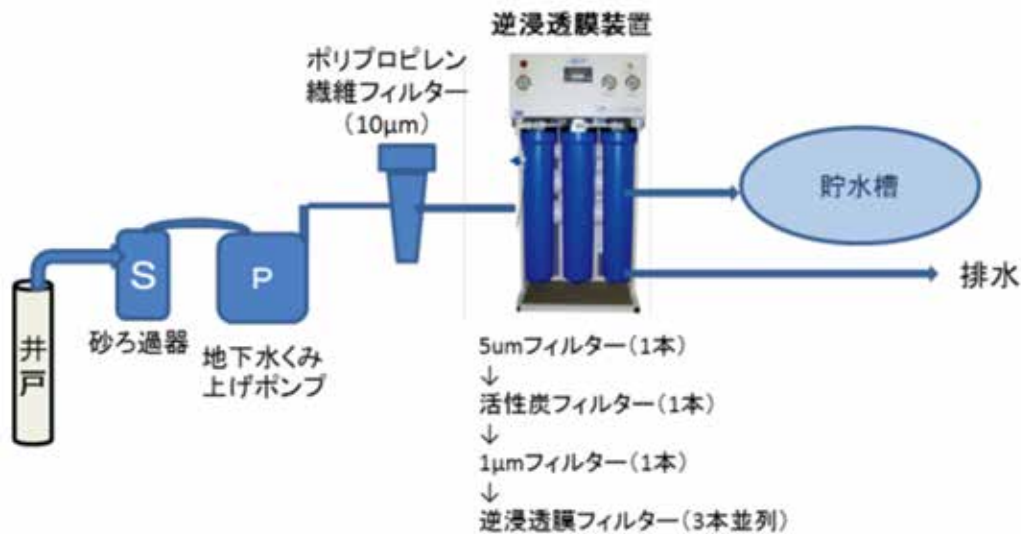 逆浸透膜装置
ポリプロピレン
繊維フィルター
（10μm）
貯水槽
排水
S
P
井
戸
砂ろ過器
地下水くみ
上げポンプ
5umフィルター（1本）
↓
活性炭フィルター（1本）
↓
1μmフィルター（1本）
↓
逆浸透膜フィルター（3本並列）